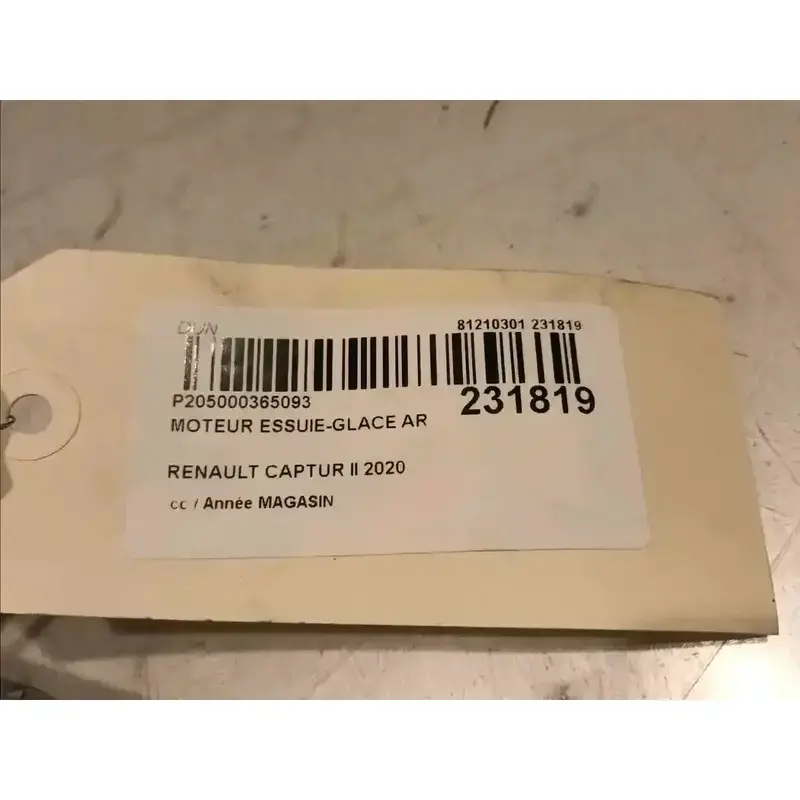 DUN 81210301 231819
P205000365093 231819
MOTEUR ESSUIE-GLACE AR
RENAULT CAPTUR II 2020
cc / Année MAGASIN